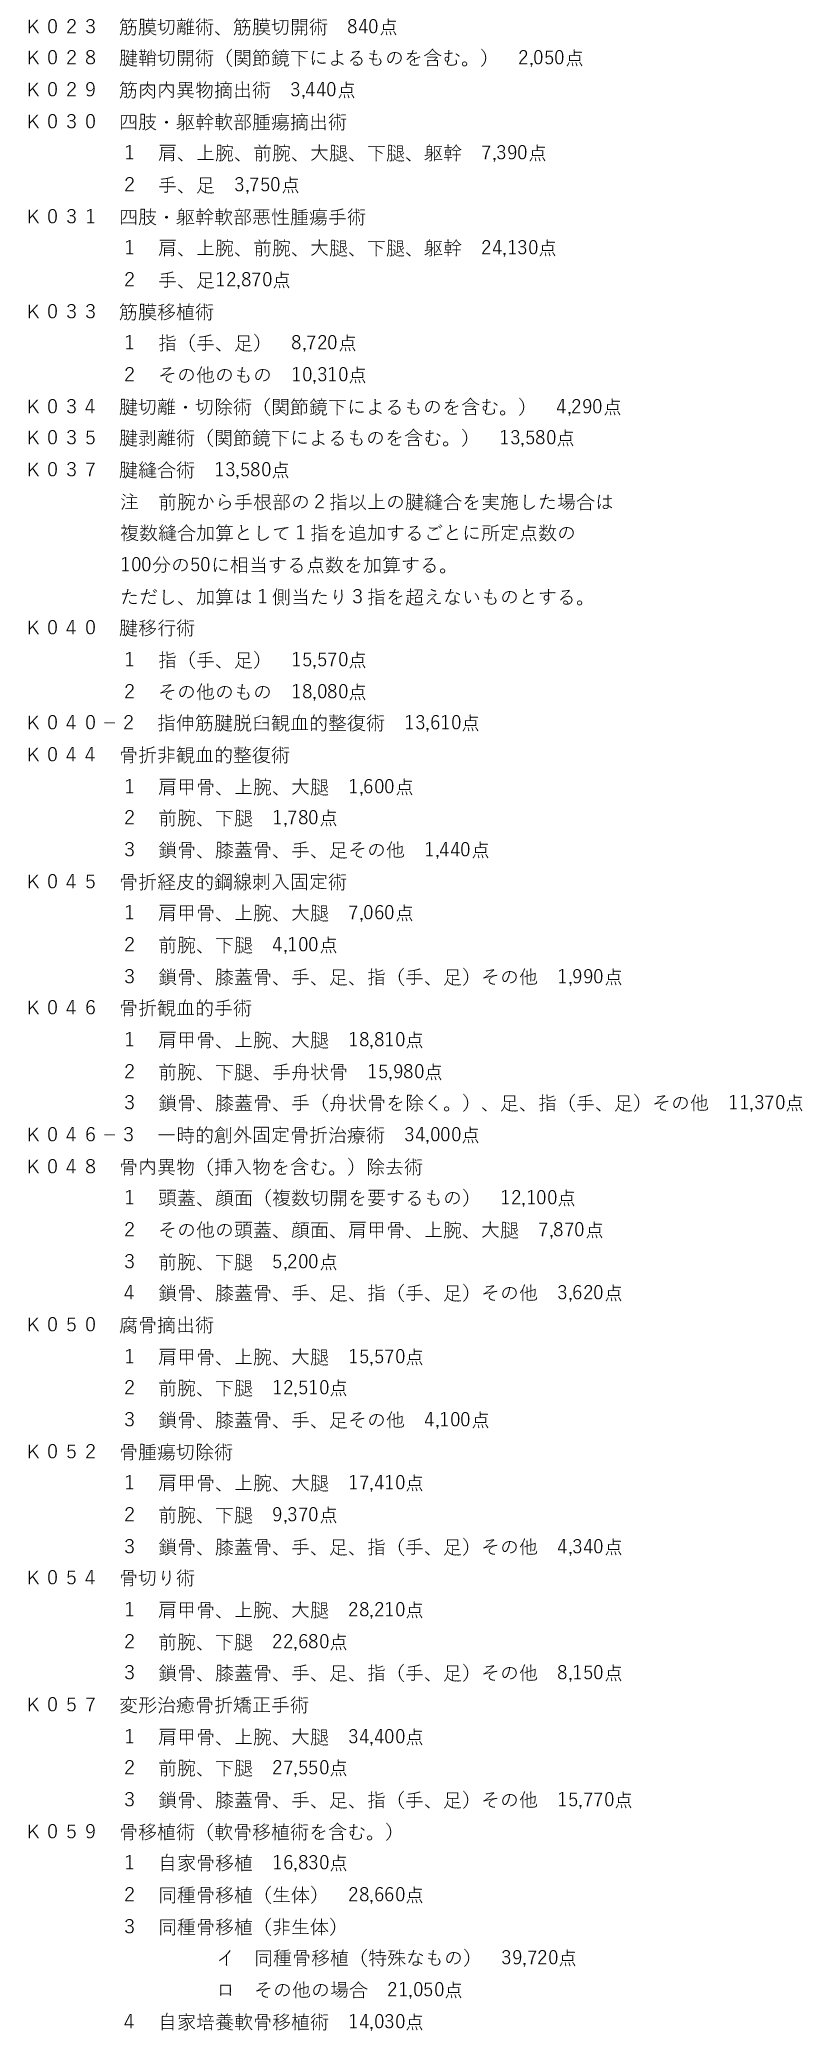 Ｋ０２３　筋膜切離術、筋膜切開術　840点
Ｋ０２８　腱鞘切開術（関節鏡下によるものを含む。）　2,050点
Ｋ０２９　筋肉内異物摘出術　3,440点
Ｋ０３０　四肢・躯幹軟部腫瘍摘出術
１　肩、上腕、前腕、大腿、下腿、躯幹　7,390点
２　手、足　3,750点
Ｋ０３１　四肢・躯幹軟部悪性腫瘍手術
１　肩、上腕、前腕、大腿、下腿、躯幹　24,130点
２　手、足12,870点
Ｋ０３３　筋膜移植術
１　指（手、足）　8,720点
２　その他のもの　10,310点
Ｋ０３４　腱切離・切除術（関節鏡下によるものを含む。）　4,290点
Ｋ０３５　腱剥離術（関節鏡下によるものを含む。）　13,580点
Ｋ０３７　腱縫合術　13,580点
注　前腕から手根部の２指以上の腱縫合を実施した場合は
複数縫合加算として１指を追加するごとに所定点数の
100分の50に相当する点数を加算する。
ただし、加算は１側当たり３指を超えないものとする。
Ｋ０４０　腱移行術
１　指（手、足）　15,570点
２　その他のもの　18,080点
Ｋ０４０－２　指伸筋腱脱臼観血的整復術　13,610点
Ｋ０４４　骨折非観血的整復術
１　肩甲骨、上腕、大腿　1,600点
２　前腕、下腿　1,780点
３　鎖骨、膝蓋骨、手、足その他　1,440点
Ｋ０４５　骨折経皮的鋼線刺入固定術
１　肩甲骨、上腕、大腿　7,060点
２　前腕、下腿　4,100点
３　鎖骨、膝蓋骨、手、足、指（手、足）その他　1,990点
Ｋ０４６　骨折観血的手術
１　肩甲骨、上腕、大腿　18,810点
２　前腕、下腿、手舟状骨　15,980点
３　鎖骨、膝蓋骨、手（舟状骨を除く。）、足、指（手、足）その他　11,370点
Ｋ０４６－３　一時的創外固定骨折治療術　34,000点
Ｋ０４８　骨内異物（挿入物を含む。）除去術
１　頭蓋、顔面（複数切開を要するもの）　12,100点
２　その他の頭蓋、顔面、肩甲骨、上腕、大腿　7,870点
３　前腕、下腿　5,200点
４　鎖骨、膝蓋骨、手、足、指（手、足）その他　3,620点
Ｋ０５０　腐骨摘出術
１　肩甲骨、上腕、大腿　15,570点
２　前腕、下腿　12,510点
３　鎖骨、膝蓋骨、手、足その他　4,100点
Ｋ０５２　骨腫瘍切除術
１　肩甲骨、上腕、大腿　17,410点
２　前腕、下腿　9,370点
３　鎖骨、膝蓋骨、手、足、指（手、足）その他　4,340点
Ｋ０５４　骨切り術
１　肩甲骨、上腕、大腿　28,210点
２　前腕、下腿　22,680点
３　鎖骨、膝蓋骨、手、足、指（手、足）その他　8,150点
Ｋ０５７　変形治癒骨折矯正手術
１　肩甲骨、上腕、大腿　34,400点
２　前腕、下腿　27,550点
３　鎖骨、膝蓋骨、手、足、指（手、足）その他　15,770点
Ｋ０５９　骨移植術（軟骨移植術を含む。）
１　自家骨移植　16,830点
２　同種骨移植（生体）　28,660点
３　同種骨移植（非生体）
イ　同種骨移植（特殊なもの）　39,720点
ロ　その他の場合　21,050点
４　自家培養軟骨移植術　14,030点